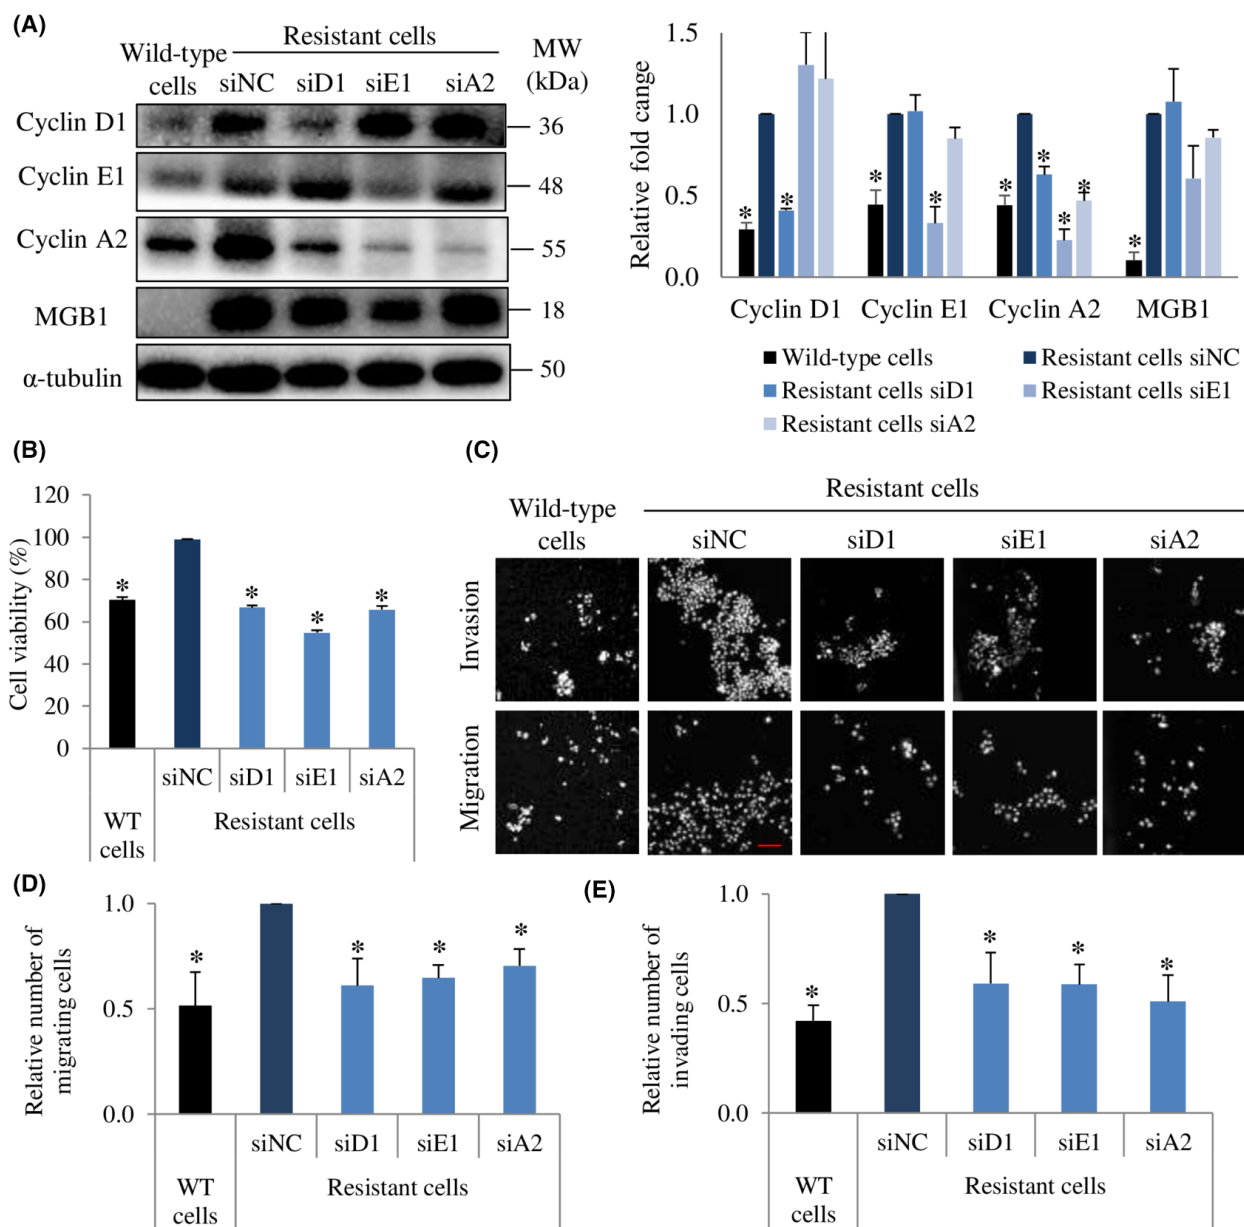 (A)
Resistant cells
Wild-type cells
siNC siD1 siE1 siA2
MW (kDa)
Cyclin D1
36
Cyclin E1
48
Cyclin A2
55
MGB1
18
α-tubulin
50
Relative fold cange
1.5
1.0
0.5
0.0
* * * * * * * * *
Cyclin D1 Cyclin E1 Cyclin A2 MGB1
Wild-type cells Resistant cells siNC
Resistant cells siD1 Resistant cells siE1
Resistant cells siA2
(B)
Cell viability (%)
120
100
80
60
40
20
0
* * * *
siNC siD1 siE1 siA2
WT cells
Resistant cells
(C)
Resistant cells
Wild-type cells
siNC siD1 siE1 siA2
Invasion
Migration
(D)
Relative number of
migrating cells
1.0
0.5
0.0
* * * *
siNC siD1 siE1 siA2
WT cells
Resistant cells
(E)
Relative number of
invading cells
1.0
0.5
0.0
* * * *
siNC siD1 siE1 siA2
WT cells
Resistant cells